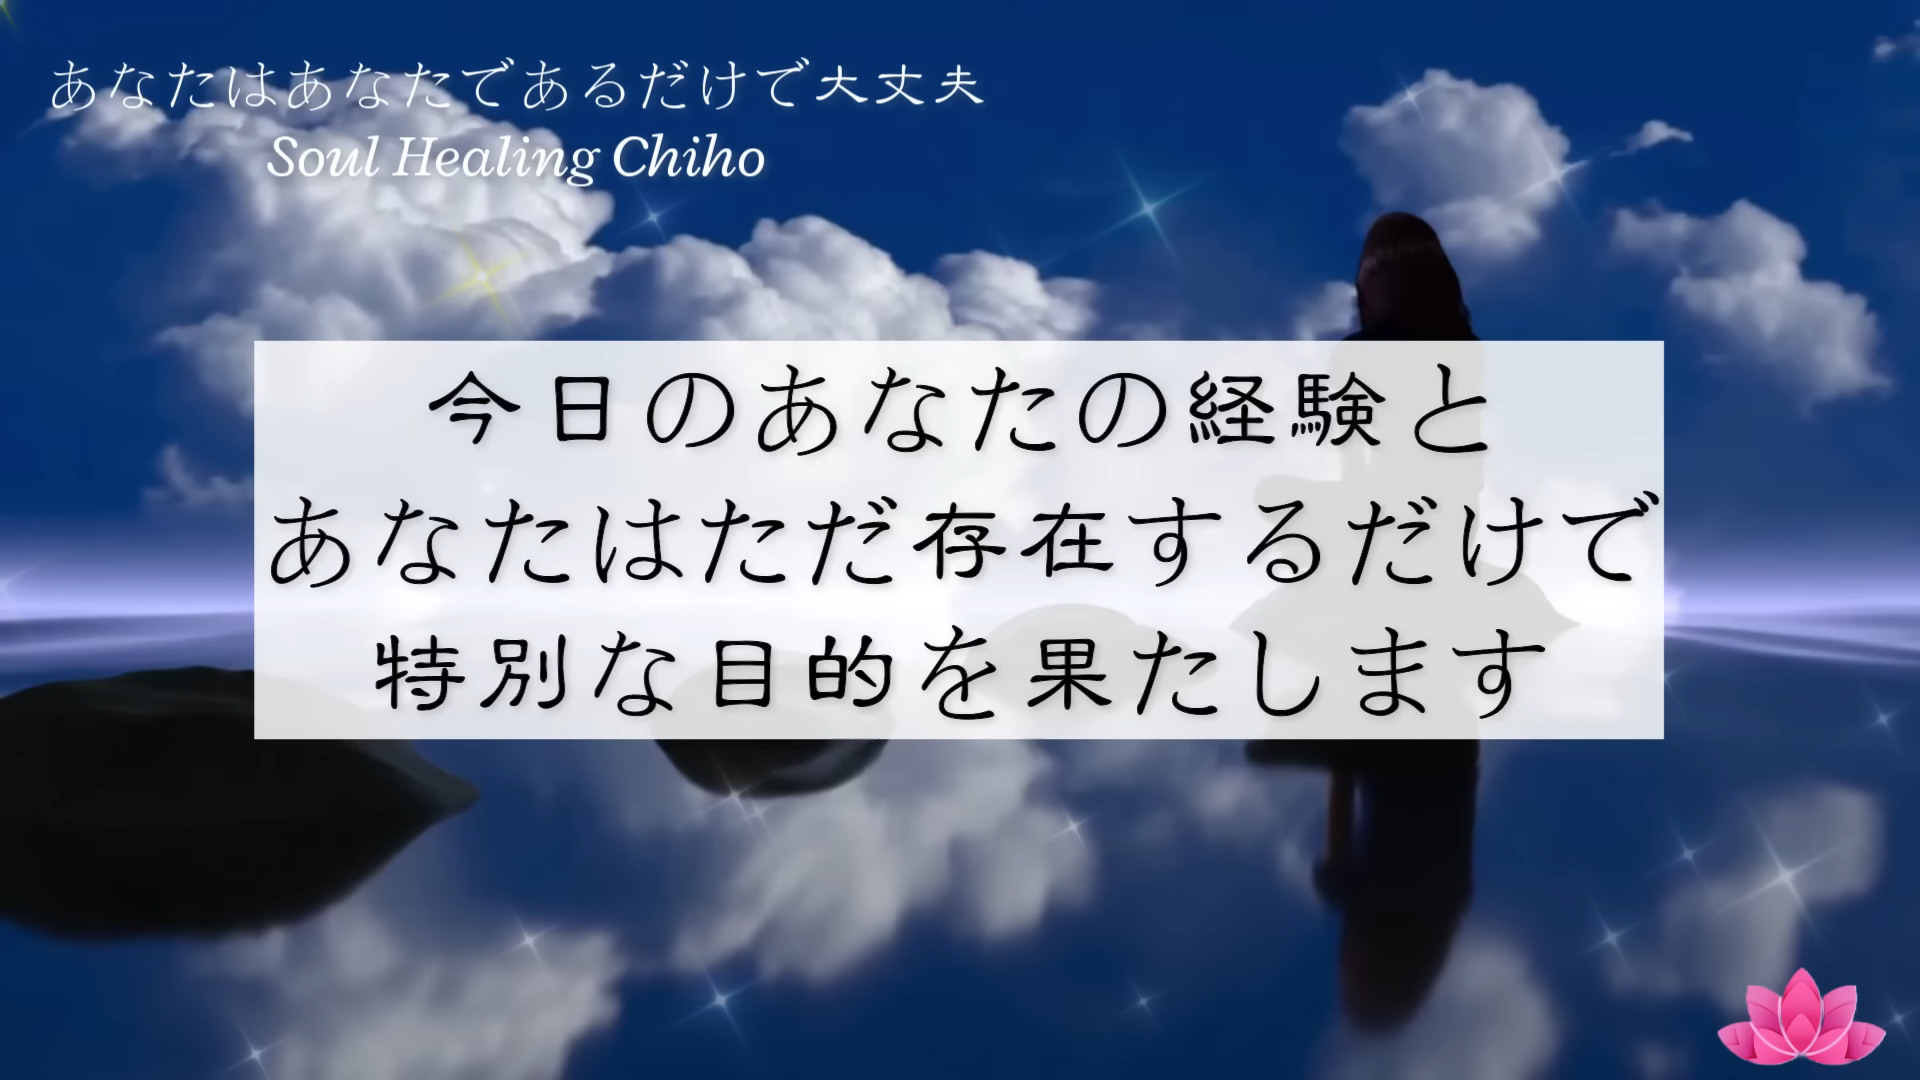 あなたはあなたであるだけで大丈夫
Soul Healing Chiho
今日のあなたの経験と
あなたはただ存在するだけで
特別な目的を果たします